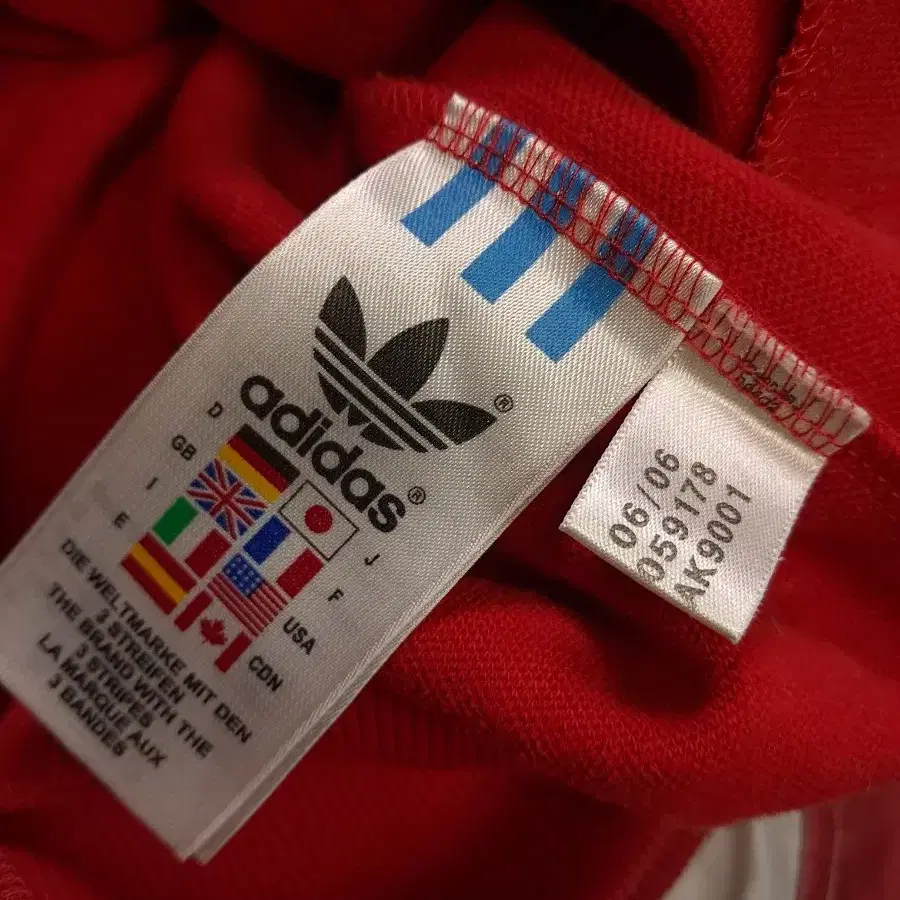 ®
adidas®
D
GB
I
E
J
F
USA
CDN
DIE WELTMARKE MIT DEN
3 STREIFEN
THE BRAND WITH THE
3 STRIPES
LA MARQUE AUX
3 BANDES
06/06
059178
AK9001